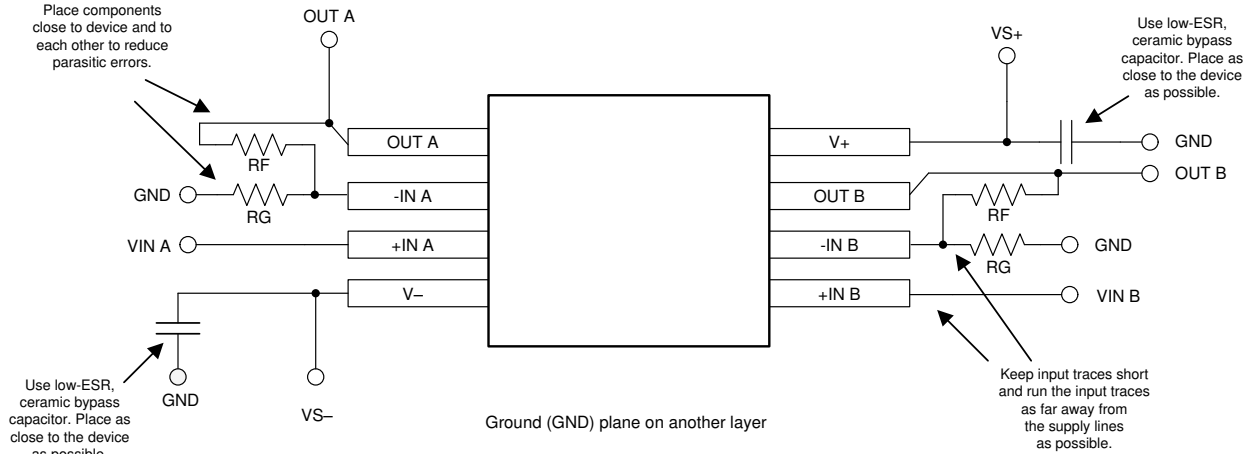 Place components
close to device and to
each other to reduce
parasitic errors.
OUT A
VS+
Use low-ESR,
ceramic bypass
capacitor. Place as
close to the device
as possible.
OUT A
V+
GND
RF
OUT B
GND
-IN A
OUT B
RG
RF
VIN A
+IN A
-IN B
GND
RG
V–
+IN B
VIN B
Use low-ESR,
ceramic bypass
capacitor. Place as
close to the device
as possible.
GND
VS–
Ground (GND) plane on another layer
Keep input traces short
and run the input traces
as far away from
the supply lines
as possible.